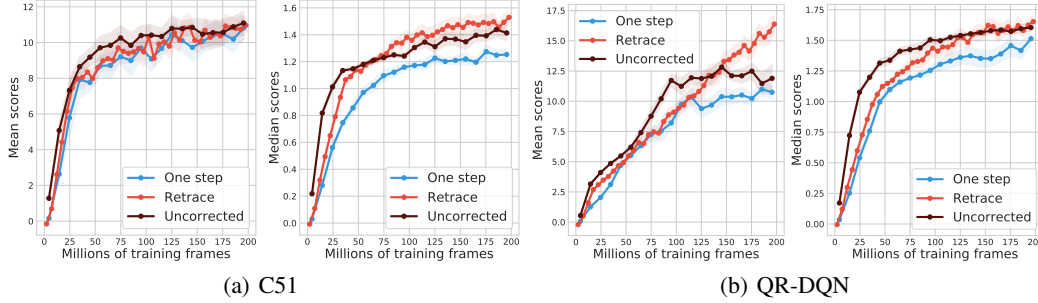 Mean scores
12
10
8
6
4
2
0
One step
Retrace
Uncorrected
0 25 50 75 100 125 150 175 200
Millions of training frames
Median scores
1.6
1.4
1.2
1.0
0.8
0.6
0.4
0.2
0.0
One step
Retrace
Uncorrected
0 25 50 75 100 125 150 175 200
Millions of training frames
(a) C51
Mean scores
17.5
15.0
12.5
10.0
7.5
5.0
2.5
0.0
One step
Retrace
Uncorrected
0 25 50 75 100 125 150 175 200
Millions of training frames
Median scores
1.75
1.50
1.25
1.00
0.75
0.50
0.25
0.00
One step
Retrace
Uncorrected
0 25 50 75 100 125 150 175 200
Millions of training frames
(b) QR-DQN